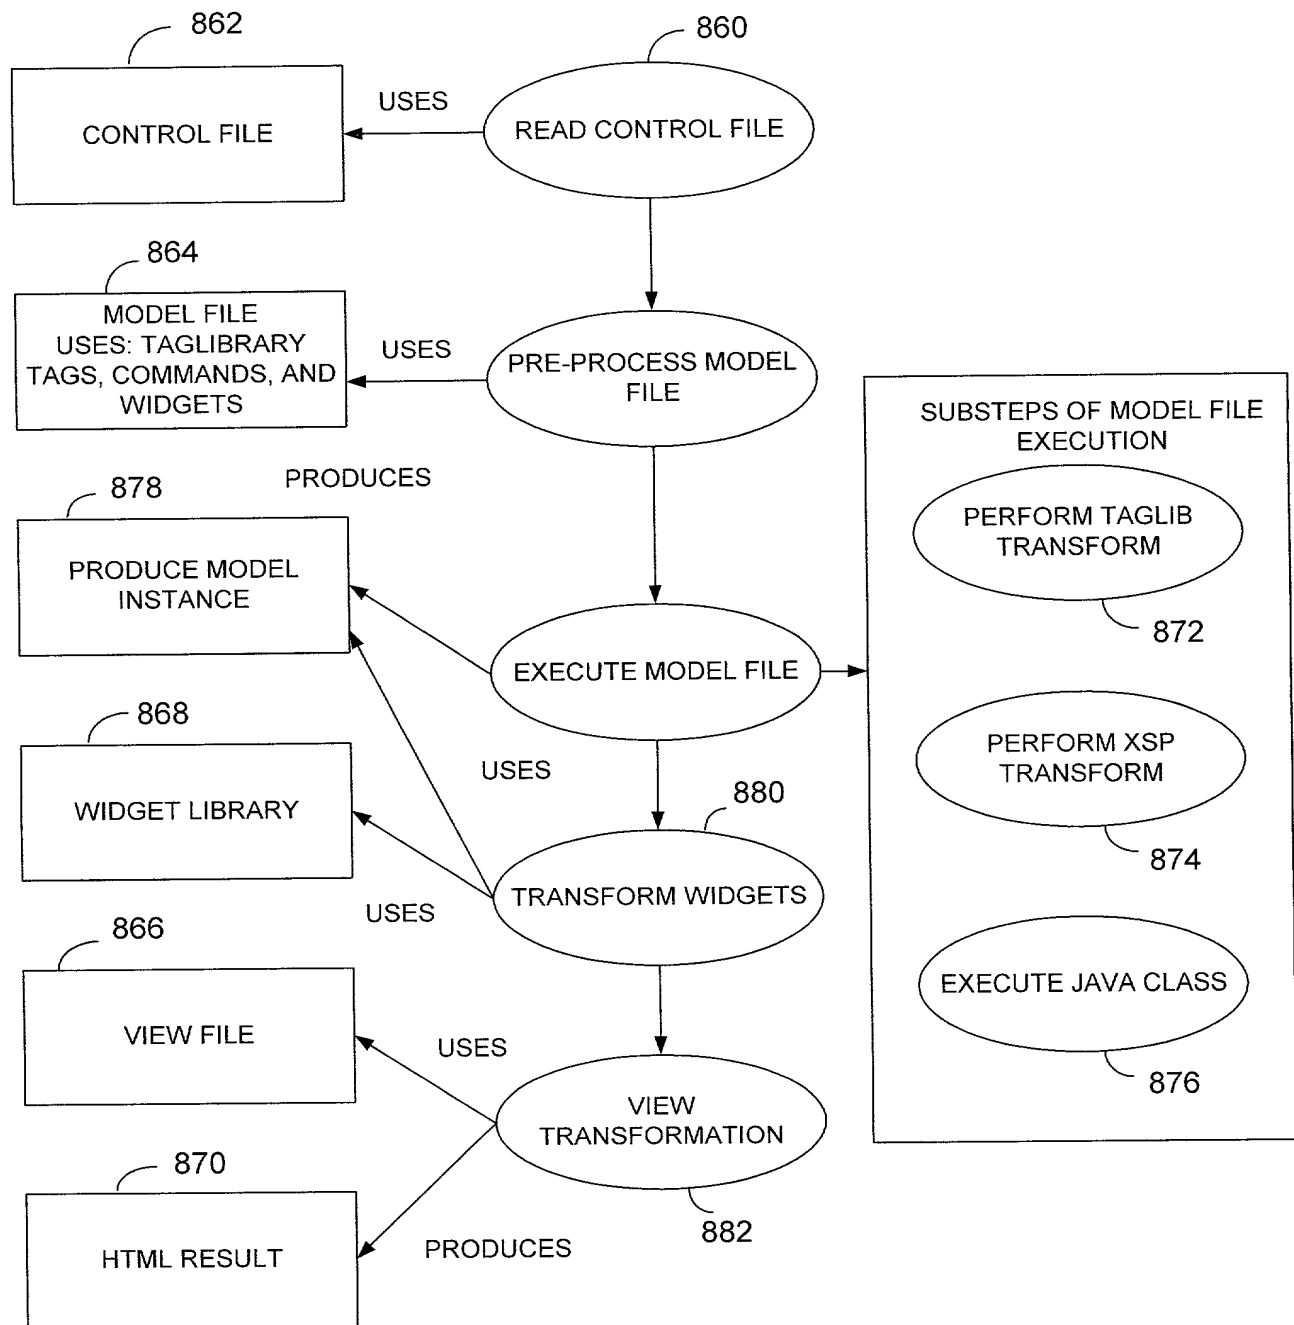 862
860
CONTROL FILE
USES
READ CONTROL FILE
864
MODEL FILE
USES: TAGLIBRARY
TAGS, COMMANDS, AND
WIDGETS
USES
PRE-PROCESS MODEL
FILE
SUBSTEPS OF MODEL FILE
EXECUTION
878
PRODUCES
PERFORM TAGLIB
TRANSFORM
872
PRODUCE MODEL
INSTANCE
EXECUTE MODEL FILE
868
USES
880
PERFORM XSP
TRANSFORM
874
WIDGET LIBRARY
TRANSFORM WIDGETS
866
USES
EXECUTE JAVA CLASS
876
VIEW FILE
USES
VIEW
TRANSFORMATION
882
870
HTML RESULT
PRODUCES